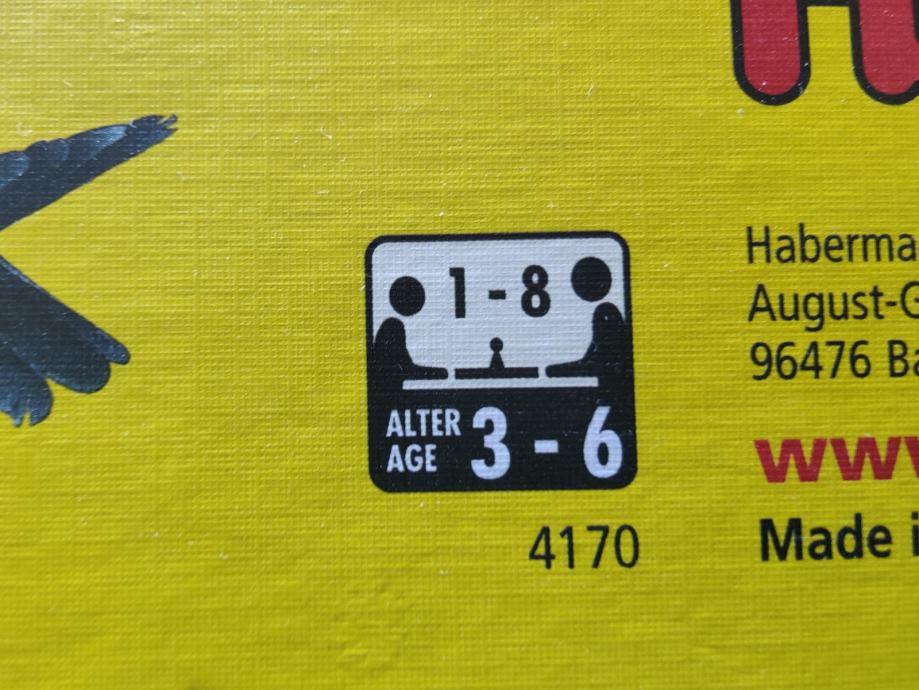 1 - 8
ALTER
AGE
3 - 6
4170
Haberma
August-G
96476 Ba
www
Made i